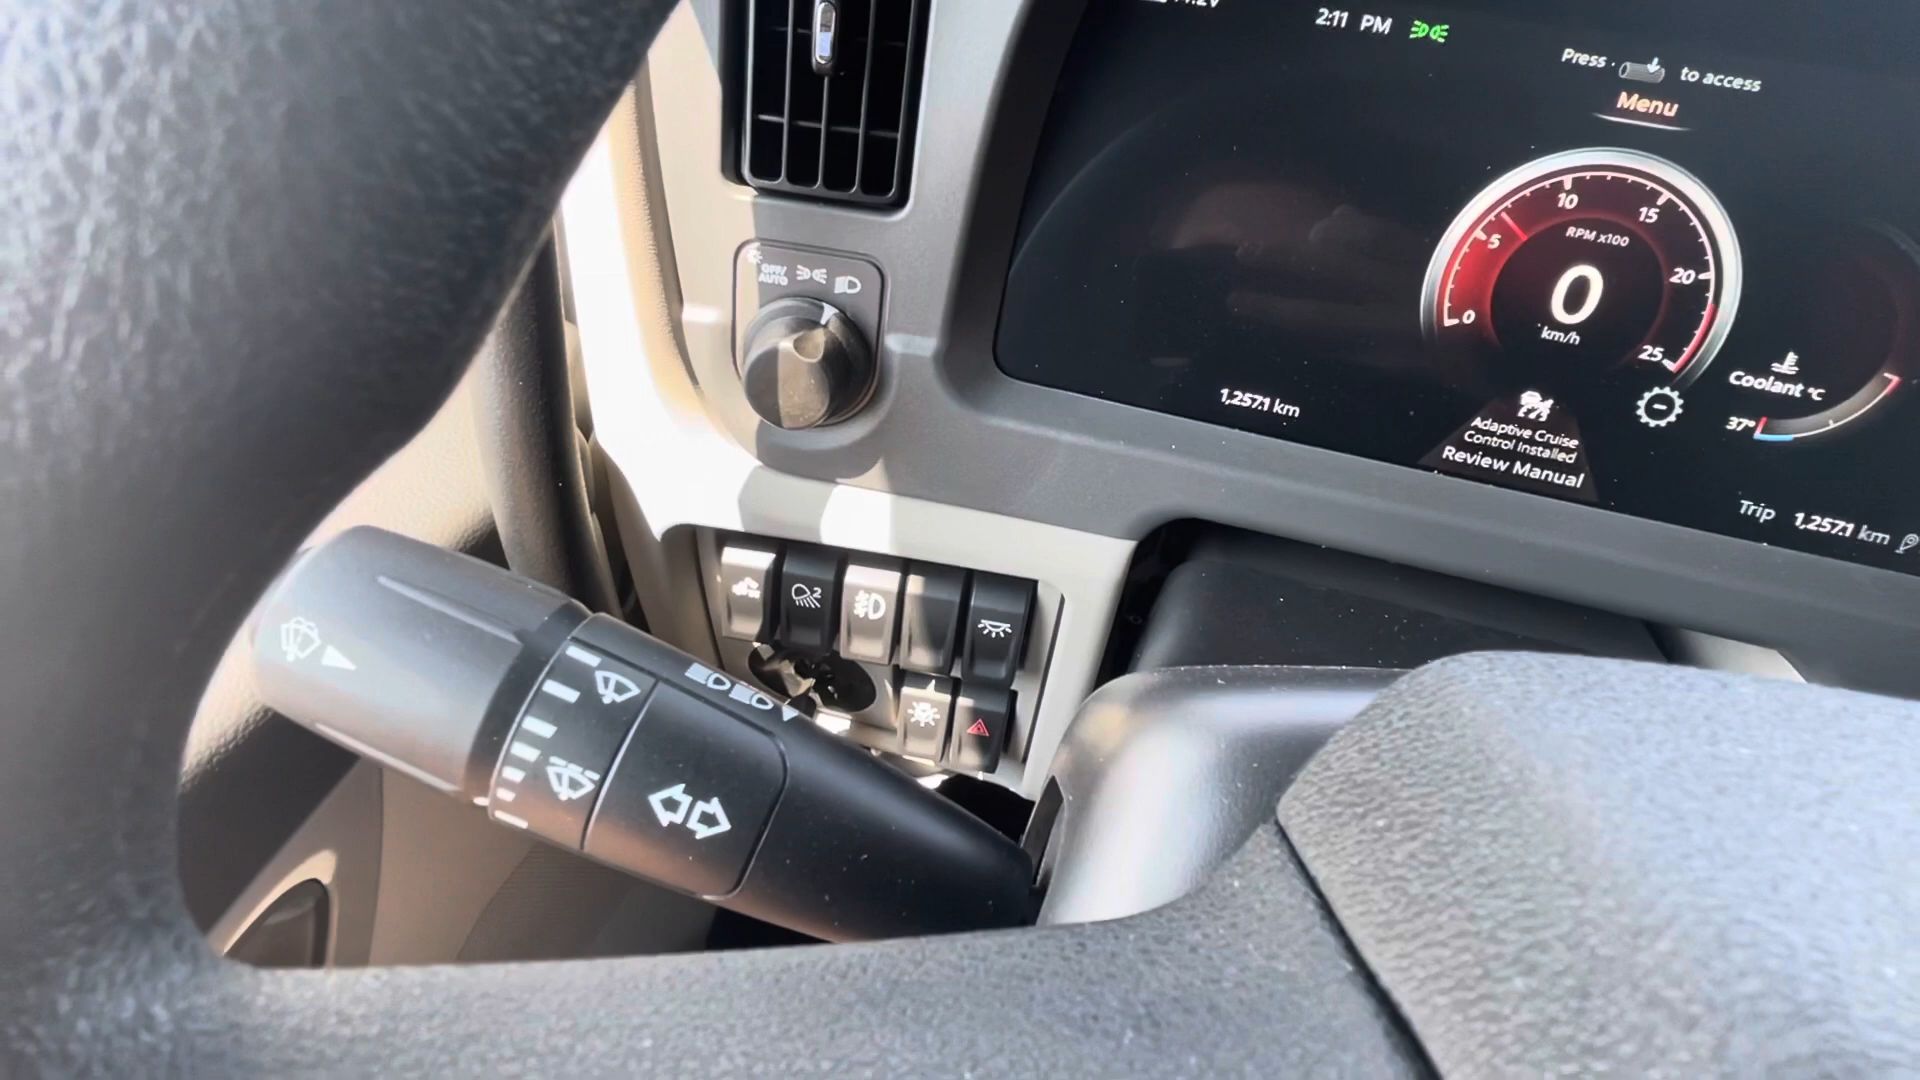 2:11 PM
Press to access
Menu
OFF/
AUTO
10
15
5
RPM x100
20
0
0
km/h
25
Coolant °C
37°
1,257.1 km
Adaptive Cruise
Control Installed
Review Manual
Trip 1,257.1 km
2